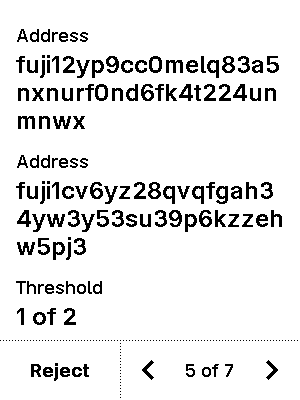 Address
fuji12yp9cc0melq83a5
nxnurf0nd6fk4t224un
mnwx
Address
fuji1cv6yz28qvqfgah3
4yw3y53su39p6kzzeh
w5pj3
Threshold
1 of 2
Reject
5 of 7